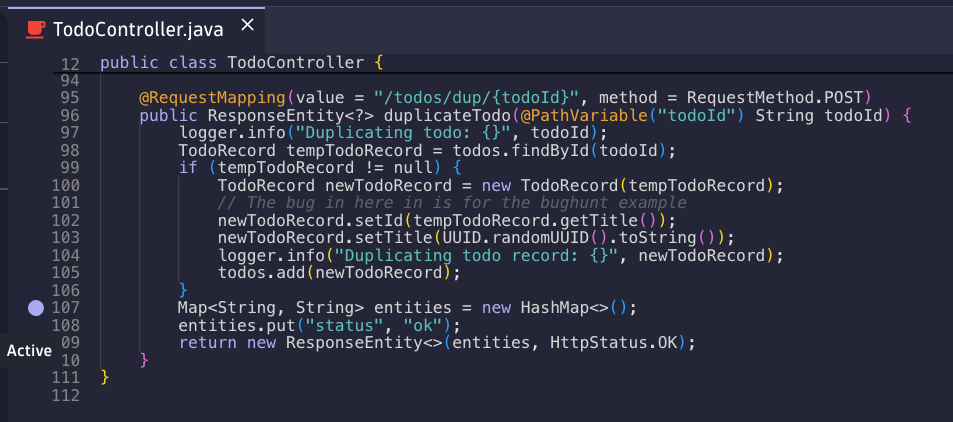 TodoController.java ×
12 public class TodoController {
94
95 @RequestMapping(value = "/todos/dup/{todoId}", method = RequestMethod.POST)
96 public ResponseEntity<?> duplicateTodo(@PathVariable("todoId") String todoId) {
97 logger.info("Duplicating todo: {}", todoId);
98 TodoRecord tempTodoRecord = todos.findById(todoId);
99 if (tempTodoRecord != null) {
100 TodoRecord newTodoRecord = new TodoRecord(tempTodoRecord);
101 // The bug in here in is for the bughunt example
102 newTodoRecord.setId(tempTodoRecord.getTitle());
103 newTodoRecord.setTitle(UUID.randomUUID().toString());
104 logger.info("Duplicating todo record: {}", newTodoRecord);
105 todos.add(newTodoRecord);
106 }
107 Map<String, String> entities = new HashMap<>();
108 entities.put("status", "ok");
Active 09 return new ResponseEntity<>(entities, HttpStatus.OK);
10 }
111 }
112